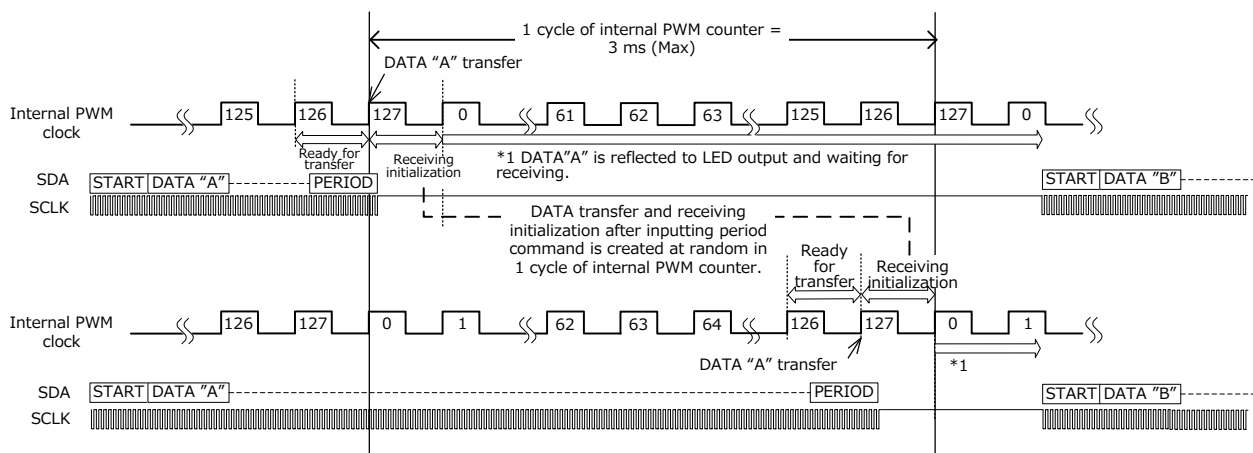 1 cycle of internal PWM counter =
3 ms (Max)
DATA “A” transfer
Internal PWM
clock
125 126 127 0 61 62 63 125 126 127 0
Ready for
transfer
Receiving
initialization
*1 DATA”A” is reflected to LED output and waiting for
receiving.
SDA START DATA ”A” PERIOD START DATA ”B”
SCLK
DATA transfer and receiving
initialization after inputting period
command is created at random in
1 cycle of internal PWM counter.
Ready
for
transfer
Receiving
initialization
Internal PWM
clock
126 127 0 1 62 63 64 126 127 0 1
DATA “A” transfer
*1
SDA START DATA ”A” PERIOD START DATA ”B”
SCLK